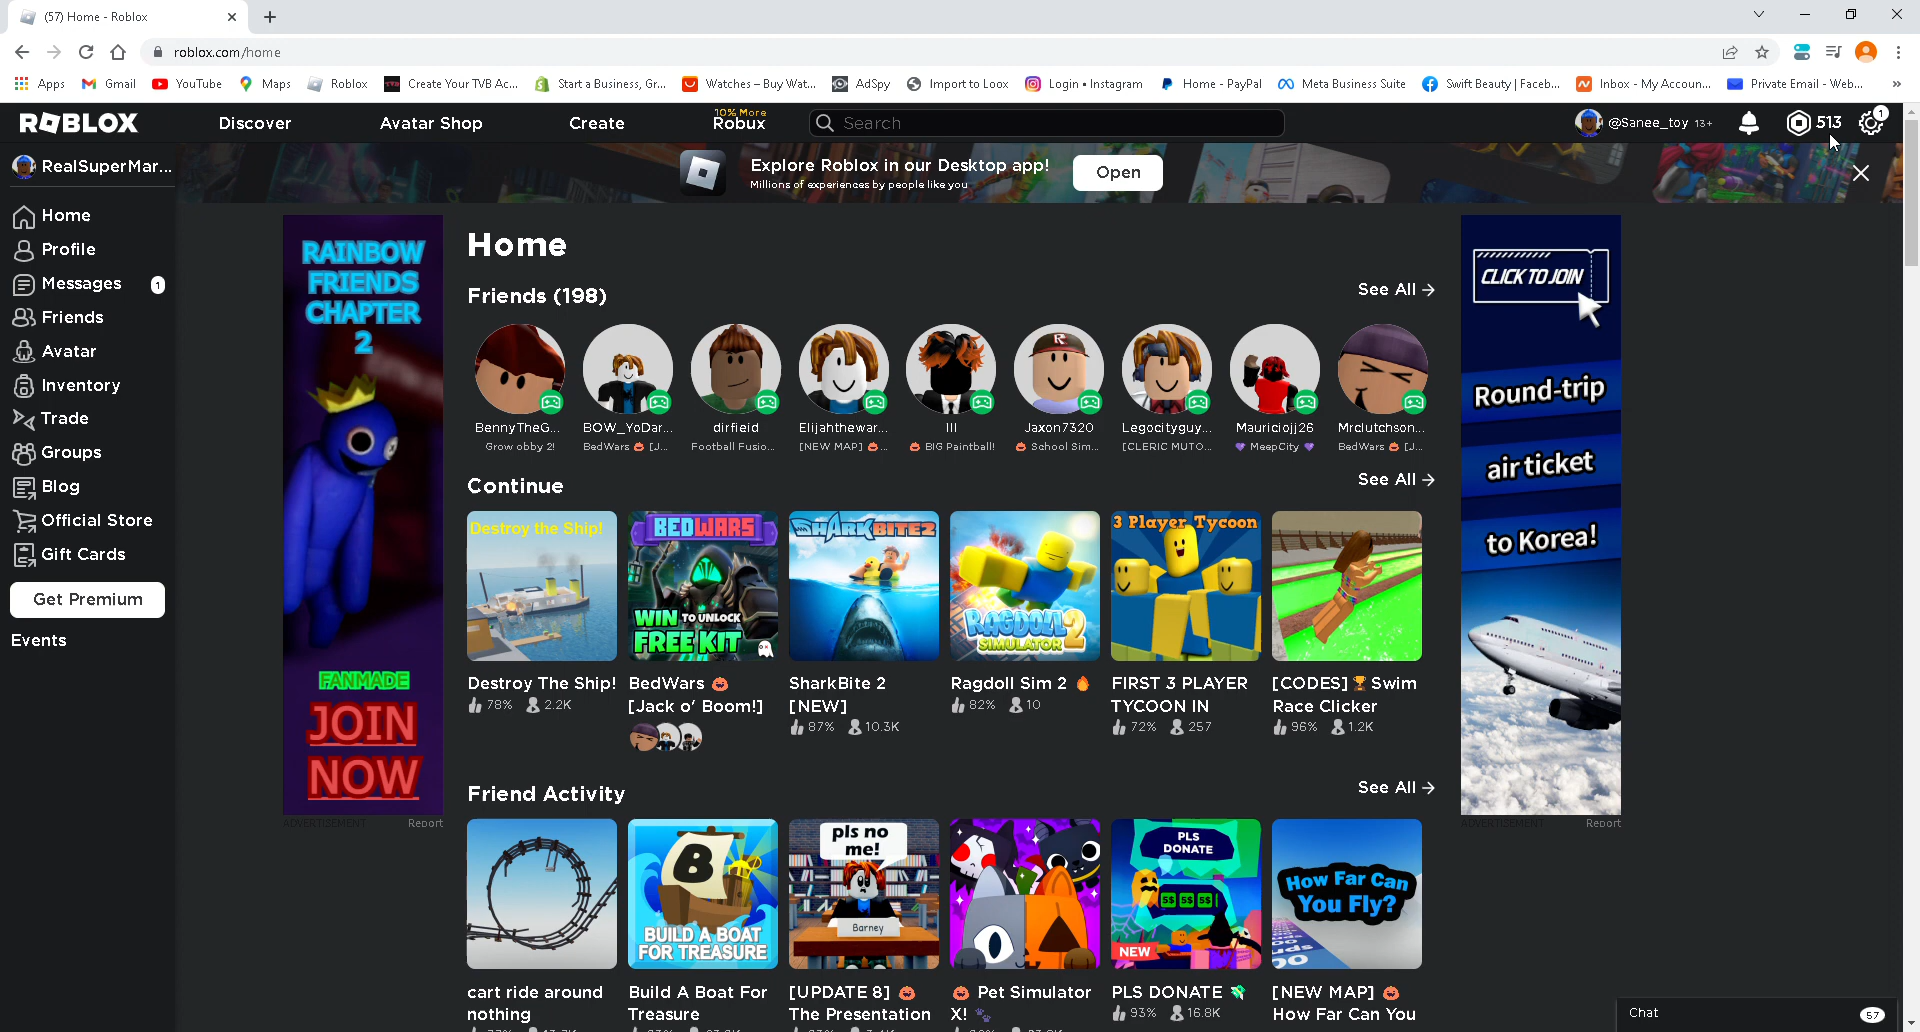 (57) Home - Roblox
roblox.com/home
Apps Gmail YouTube Maps Roblox Create Your TVB Ac... Start a Business, Gr... Watches – Buy Wat... AdSpy Import to Loox Login • Instagram Home - PayPal Meta Business Suite Swift Beauty | Faceb... Inbox - My Accoun... Private Email - Web... »
ROBLOX Discover Avatar Shop Create 10% More Robux Search @Sanee_toy 13+ 513 1
RealSuperMar...
Explore Roblox in our Desktop app!
Millions of experiences by people like you
Open
Home
Profile
Messages 1
Friends
Avatar
Inventory
Trade
Groups
Blog
Official Store
Gift Cards
Get Premium
Events
RAINBOW
FRIENDS
CHAPTER
2
FANMADE
JOIN
NOW
ADVERTISEMENT Report
Home
Friends (198) See All →
BennyTheG... BOW_YoDar... dirfieid Elijahthewar... III Jaxon7320 Legocityguy... Mauriciojj26 Mrclutchson...
Grow obby 2! BedWars 🎃 [J... Football Fusio... [NEW MAP] 🎃... 🎃 BIG Paintball! 🎃 School Sim... [CLERIC MUTO... 💜 MeepCity 💜 BedWars 🎃 [J...
Continue See All →
Destroy the Ship!
BEDWARS
WIN TO UNLOCK
FREE KIT
SHARKBITE2
RAGDOLL 2
SIMULATOR
3 Player Tycoon
R
Destroy The Ship!
78% 2.2K
BedWars 🎃
[Jack o' Boom!]
SharkBite 2
[NEW]
87% 10.3K
Ragdoll Sim 2 🔥
82% 10
FIRST 3 PLAYER
TYCOON IN
72% 257
[CODES]🏆Swim
Race Clicker
96% 1.2K
Friend Activity See All →
B
BUILD A BOAT
FOR TREASURE
pls no
me!
Barney
PLS
DONATE
5$ 5$ 5$
NEW
How Far Can
You Fly?
cart ride around
nothing
Build A Boat For
Treasure
[UPDATE 8] 🎃
The Presentation
🎃 Pet Simulator
X! 🐾
PLS DONATE 💸
93% 16.8K
[NEW MAP] 🎃
How Far Can You
CLICK TO JOIN
Round-trip
air ticket
to Korea!
ADVERTISEMENT Report
Chat 57